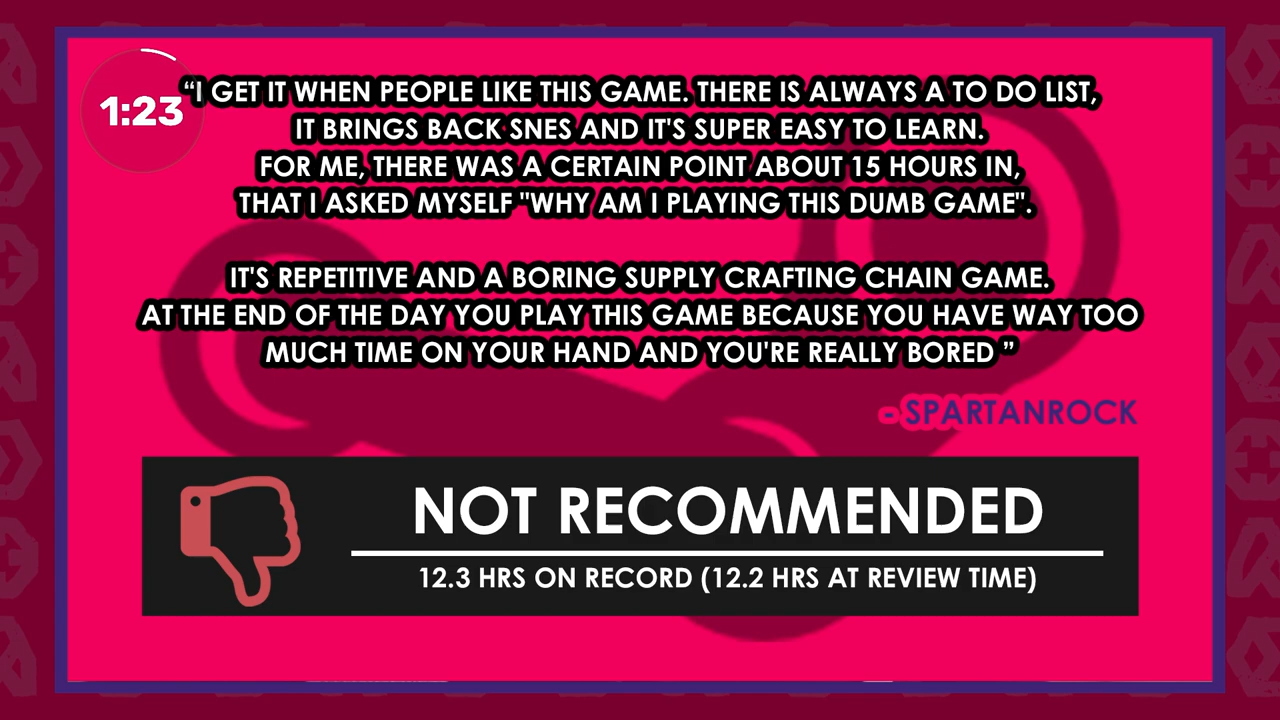 1:23
“I GET IT WHEN PEOPLE LIKE THIS GAME. THERE IS ALWAYS A TO DO LIST,
IT BRINGS BACK SNES AND IT'S SUPER EASY TO LEARN.
FOR ME, THERE WAS A CERTAIN POINT ABOUT 15 HOURS IN,
THAT I ASKED MYSELF "WHY AM I PLAYING THIS DUMB GAME".
IT'S REPETITIVE AND A BORING SUPPLY CRAFTING CHAIN GAME.
AT THE END OF THE DAY YOU PLAY THIS GAME BECAUSE YOU HAVE WAY TOO
MUCH TIME ON YOUR HAND AND YOU'RE REALLY BORED ”
- SPARTANROCK
NOT RECOMMENDED
12.3 HRS ON RECORD (12.2 HRS AT REVIEW TIME)